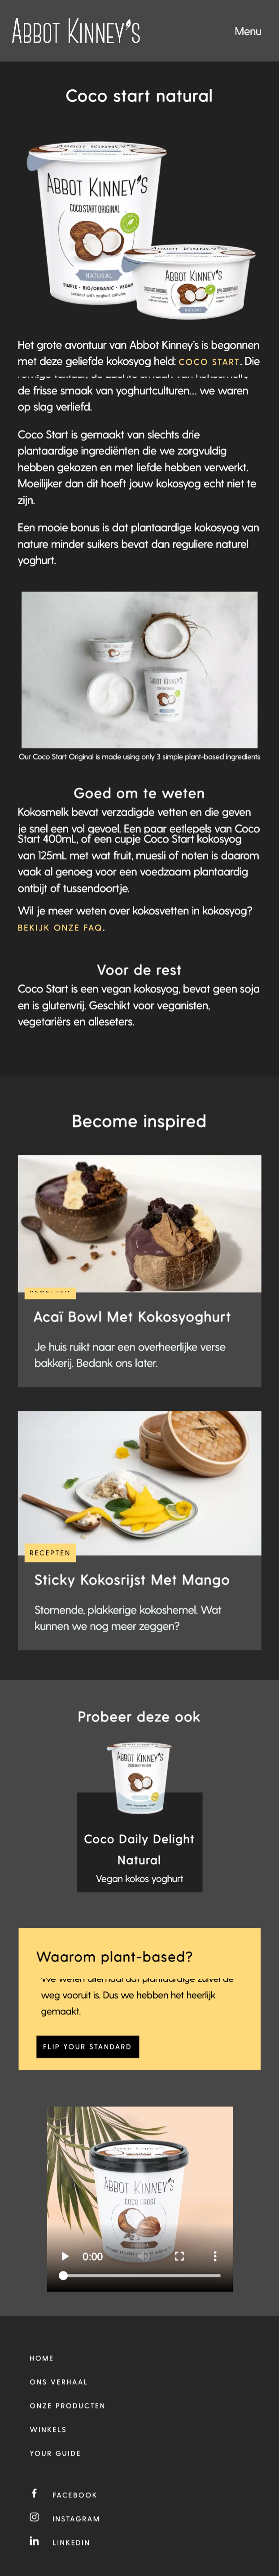 ABBOT KINNEY'S
Menu
Coco start natural
ABBOT KINNEY'S
COCO START ORIGINAL
NATURAL
SIMPLE • BIO/ORGANIC • VEGAN
coconut with yoghurt cultures
ABBOT KINNEY'S
COCO START ORIGINAL
NATURAL
Het grote avontuur van Abbot Kinney's is begonnen
met deze geliefde kokosyog held: COCO START. Die
de frisse smaak van yoghurtculturen… we waren
op slag verliefd.
Coco Start is gemaakt van slechts drie
plantaardige ingrediënten die we zorgvuldig
hebben gekozen en met liefde hebben verwerkt.
Moeilijker dan dit hoeft jouw kokosyog echt niet te
zijn.
Een mooie bonus is dat plantaardige kokosyog van
nature minder suikers bevat dan reguliere naturel
yoghurt.
Our Coco Start Original is made using only 3 simple plant-based ingredients
Goed om te weten
Kokosmelk bevat verzadigde vetten en die geven
je snel een vol gevoel. Een paar eetlepels van Coco
Start 400mL, of een cupje Coco Start kokosyog
van 125mL met wat fruit, muesli of noten is daarom
vaak al genoeg voor een voedzaam plantaardig
ontbijt of tussendoortje.
Wil je meer weten over kokosvetten in kokosyog?
BEKIJK ONZE FAQ.
Voor de rest
Coco Start is een vegan kokosyog, bevat geen soja
en is glutenvrij. Geschikt voor veganisten,
vegetariërs en alleseters.
Become inspired
RECEPTEN
Acaï Bowl Met Kokosyoghurt
Je huis ruikt naar een overheerlijke verse
bakkerij. Bedank ons later.
RECEPTEN
Sticky Kokosrijst Met Mango
Stomende, plakkerige kokoshemel. Wat
kunnen we nog meer zeggen?
Probeer deze ook
ABBOT KINNEY'S
Coco Daily Delight
Natural
Vegan kokos yoghurt
Waarom plant-based?
We weten allemaal dat plantaardige zuivel de
weg vooruit is. Dus we hebben het heerlijk
gemaakt.
FLIP YOUR STANDARD
ABBOT KINNEY'S
COCO FROST
COCOA
0:00
HOME
ONS VERHAAL
ONZE PRODUCTEN
WINKELS
YOUR GUIDE
FACEBOOK
INSTAGRAM
LINKEDIN